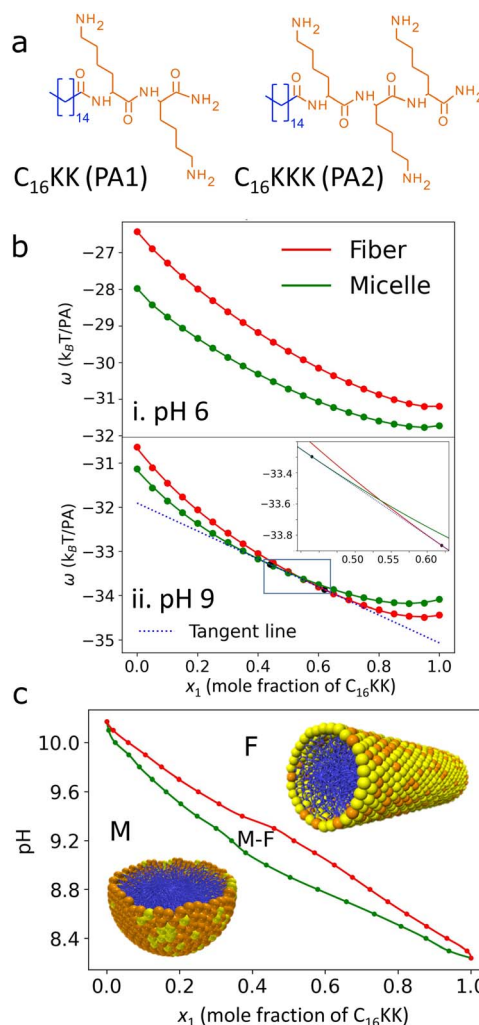 a
NH₂
NH₂
NH₂
O
O
O
O
O
N
H
H
N
NH₂
N
H
H
N
N
H
NH₂
14
O
14
O
O
NH₂
NH₂
C₁₆KK (PA1)
C₁₆KKK (PA2)
b
−27
−28
−29
−30
−31
−32
ω (k_BT/PA)
Fiber
Micelle
i. pH 6
−31
−32
−33
−34
−35
ω (k_BT/PA)
−33.4
−33.6
−33.8
0.50
0.55
0.60
ii. pH 9
Tangent line
0.0 0.2 0.4 0.6 0.8 1.0
x₁ (mole fraction of C₁₆KK)
c
10.0
9.6
9.2
8.8
8.4
pH
F
M-F
M
0.0 0.2 0.4 0.6 0.8 1.0
x₁ (mole fraction of C₁₆KK)